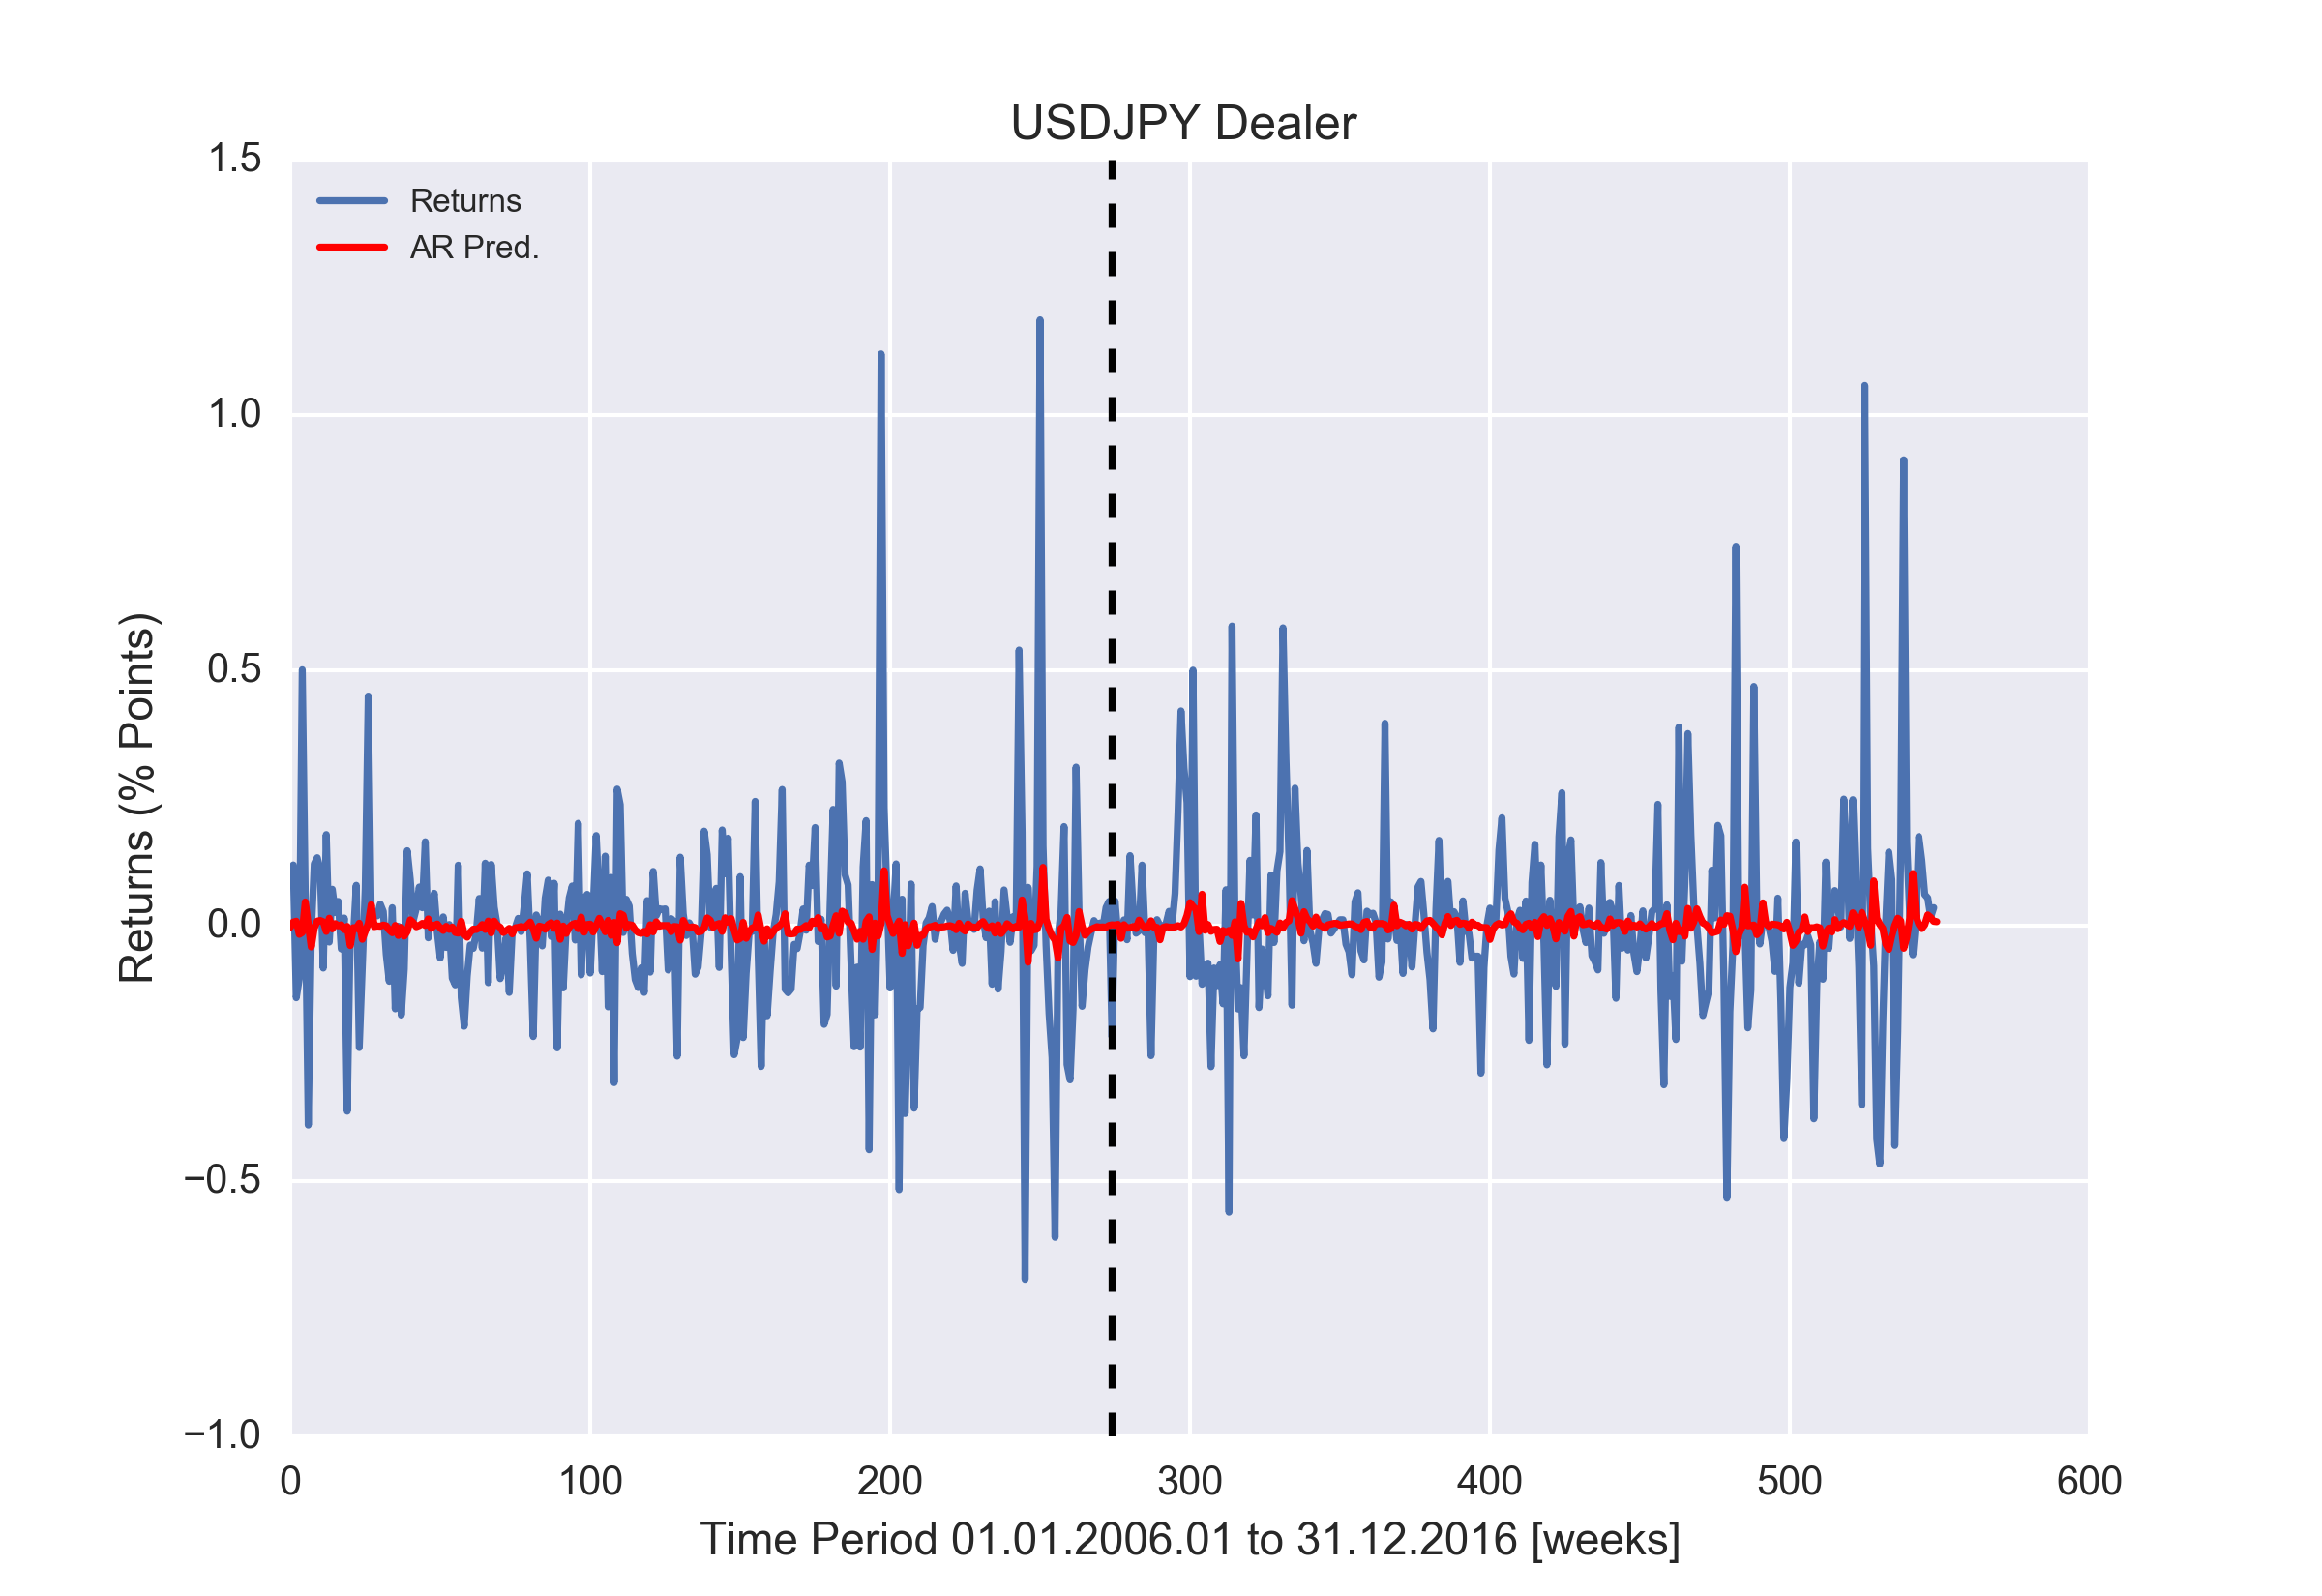 USDJPY Dealer
Returns
AR Pred.
1.5
1.0
0.5
0.0
−0.5
−1.0
Returns (% Points)
0 100 200 300 400 500 600
Time Period 01.01.2006.01 to 31.12.2016 [weeks]